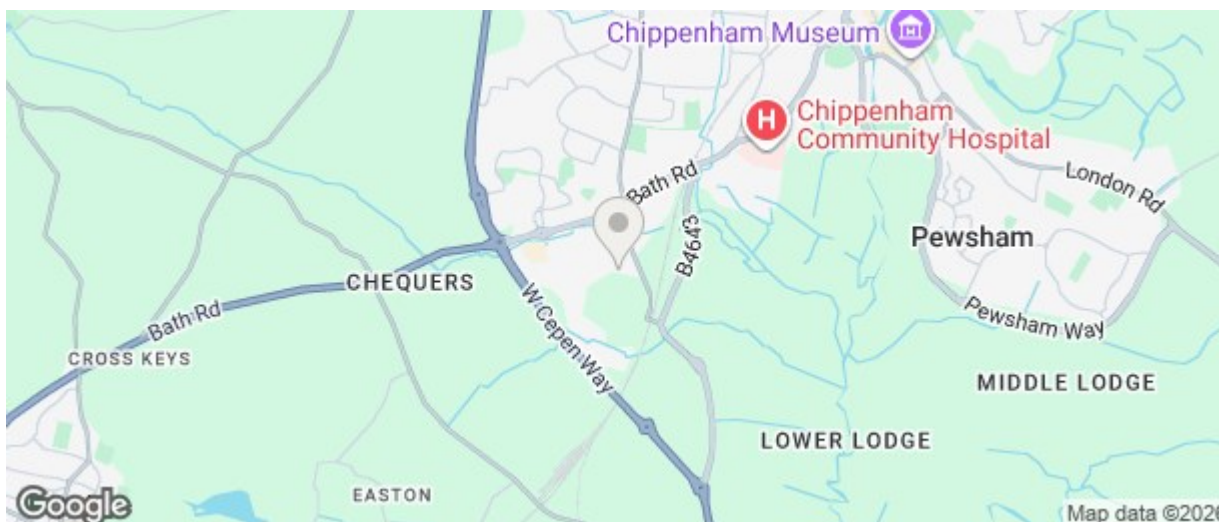 Chippenham Museum
Chippenham
Community Hospital
London Rd
Bath Rd
Pewsham
B4643
CHEQUERS
Bath Rd
W Cepen Way
Pewsham Way
CROSS KEYS
MIDDLE LODGE
LOWER LODGE
EASTON
Google
Map data ©2026